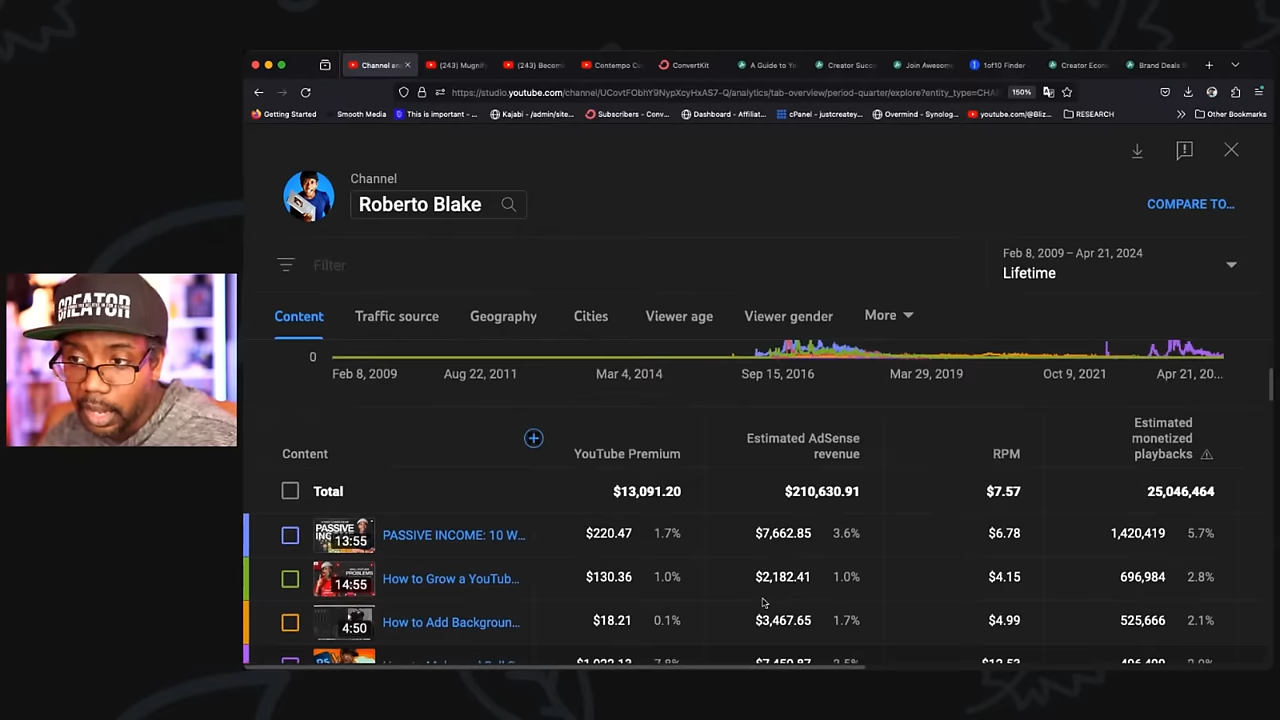 Channel an
(243) Mugni
(243) Becom
Contempo Co
ConvertKit
A Guide to Yo
Creator Succ
Join Awesom
1of10 Finder
Creator Econ
Brand Deals
https://studio.youtube.com/channel/UCovtFObhY9NypXcyHxAS7-Q/analytics/tab-overview/period-quarter/explore?entity_type=CHA
150%
Getting Started
Smooth Media
This is important - ...
Kajabi - /admin/site...
Subscribers - Conv...
Dashboard - Affiliat...
cPanel - justcreatey...
Overmind - Synolog...
youtube.com/@Bliz...
RESEARCH
Other Bookmarks
Channel
Roberto Blake
COMPARE TO...
Filter
Feb 8, 2009 – Apr 21, 2024
Lifetime
Content
Traffic source
Geography
Cities
Viewer age
Viewer gender
More
0
Feb 8, 2009
Aug 22, 2011
Mar 4, 2014
Sep 15, 2016
Mar 29, 2019
Oct 9, 2021
Apr 21, 20...
Content
YouTube Premium
Estimated AdSense
revenue
RPM
Estimated
monetized
playbacks
Total
$13,091.20
$210,630.91
$7.57
25,046,464
PASSIVE
13:55
PASSIVE INCOME: 10 W...
$220.47 1.7%
$7,662.85 3.6%
$6.78
1,420,419 5.7%
PROBLEMS
14:55
How to Grow a YouTub...
$130.36 1.0%
$2,182.41 1.0%
$4.15
696,984 2.8%
4:50
How to Add Backgroun...
$18.21 0.1%
$3,467.65 1.7%
$4.99
525,666 2.1%
CREATOR